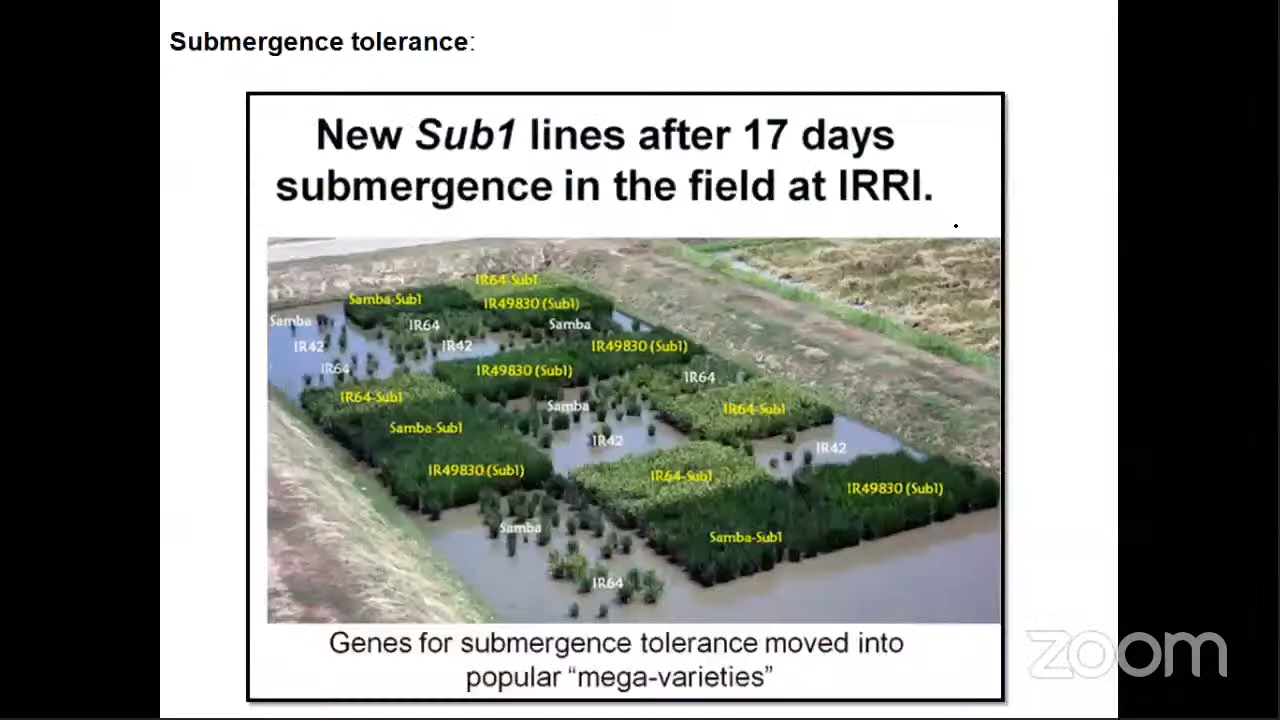 Submergence tolerance:
New Sub1 lines after 17 days
submergence in the field at IRRI.
IR64-Sub1
Samba-Sub1
IR49830 (Sub1)
Samba
IR64
Samba
IR42
IR42
IR49830 (Sub1)
IR64
IR49830 (Sub1)
IR64
IR64-Sub1
Samba
IR64-Sub1
Samba-Sub1
IR42
IR42
IR49830 (Sub1)
IR64-Sub1
IR49830 (Sub1)
Samba
Samba-Sub1
IR64
Genes for submergence tolerance moved into
popular “mega-varieties”
zoom